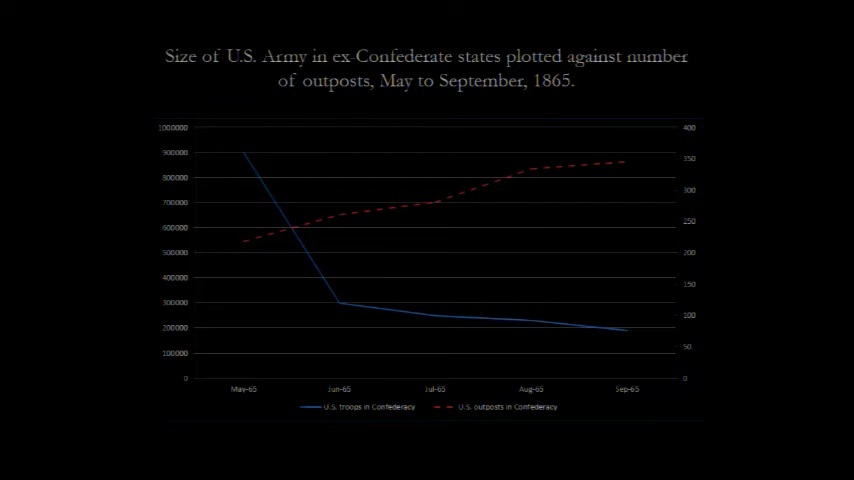 Size of U.S. Army in ex-Confederate states plotted against number
of outposts, May to September, 1865.
1000000 400
900000 350
800000 300
700000 250
600000 200
500000 150
400000 100
300000 50
200000 0
100000
0
May-65 Jun-65 Jul-65 Aug-65 Sep-65
U.S. troops in Confederacy U.S. outposts in Confederacy